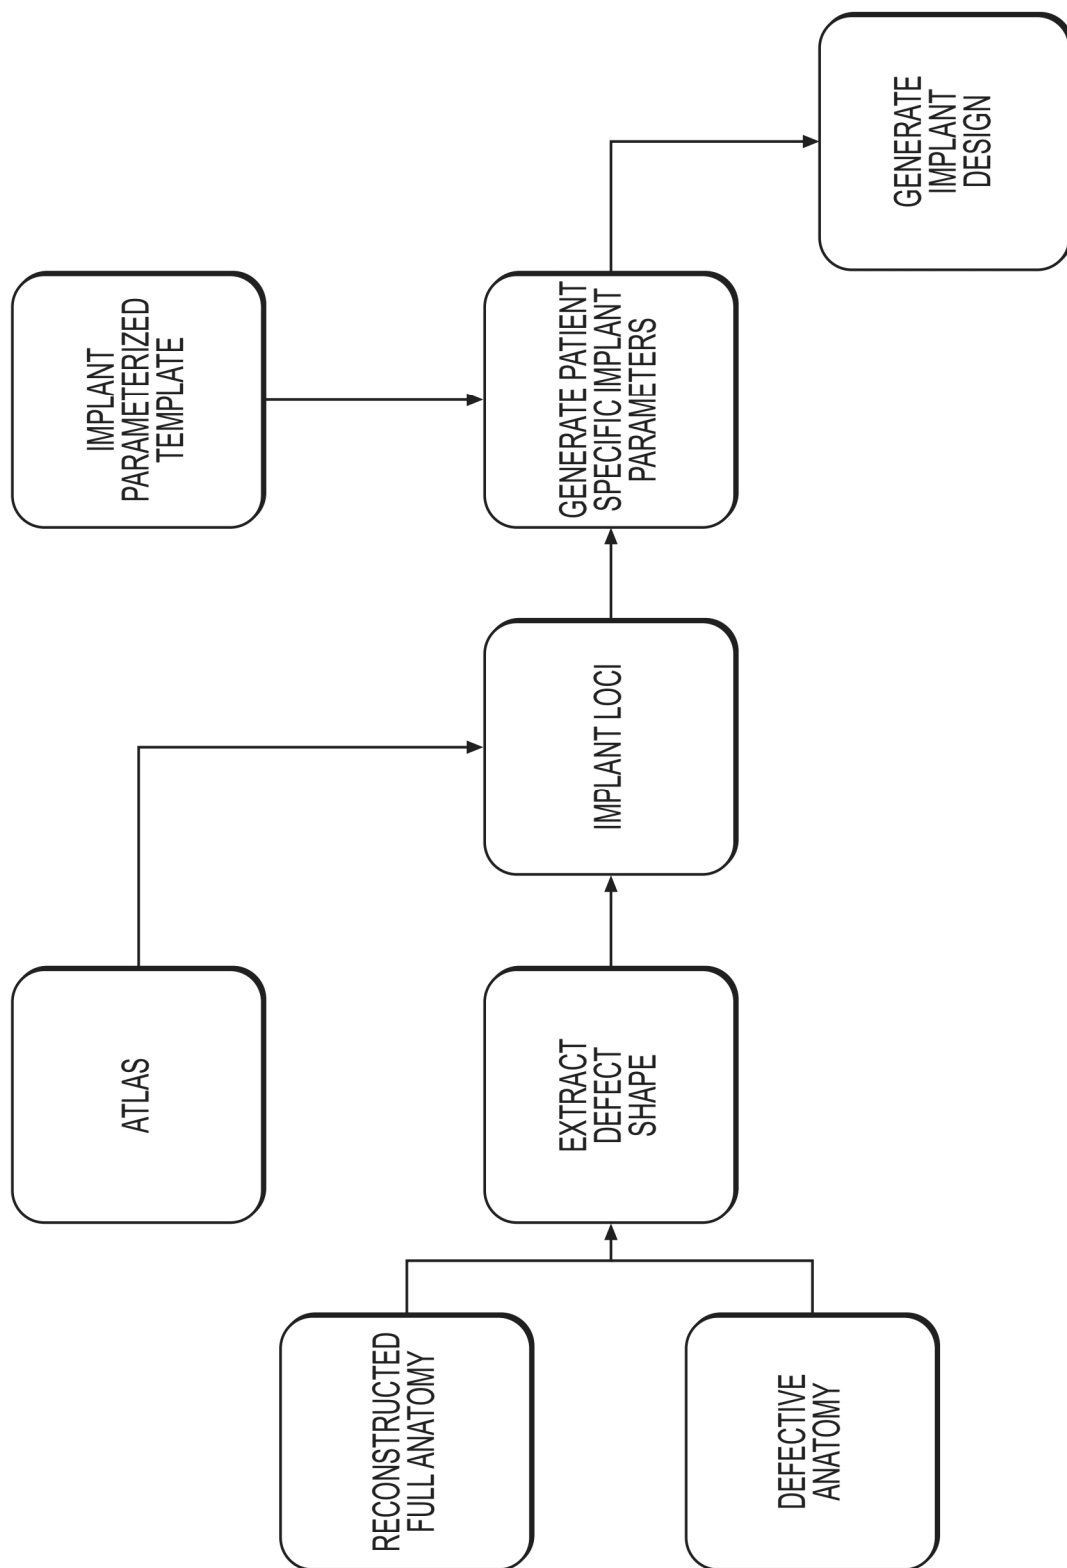 RECONSTRUCTED
FULL ANATOMY
DEFECTIVE
ANATOMY
ATLAS
EXTRACT
DEFECT
SHAPE
IMPLANT LOCI
IMPLANT
PARAMETERIZED
TEMPLATE
GENERATE PATIENT
SPECIFIC IMPLANT
PARAMETERS
GENERATE
IMPLANT
DESIGN